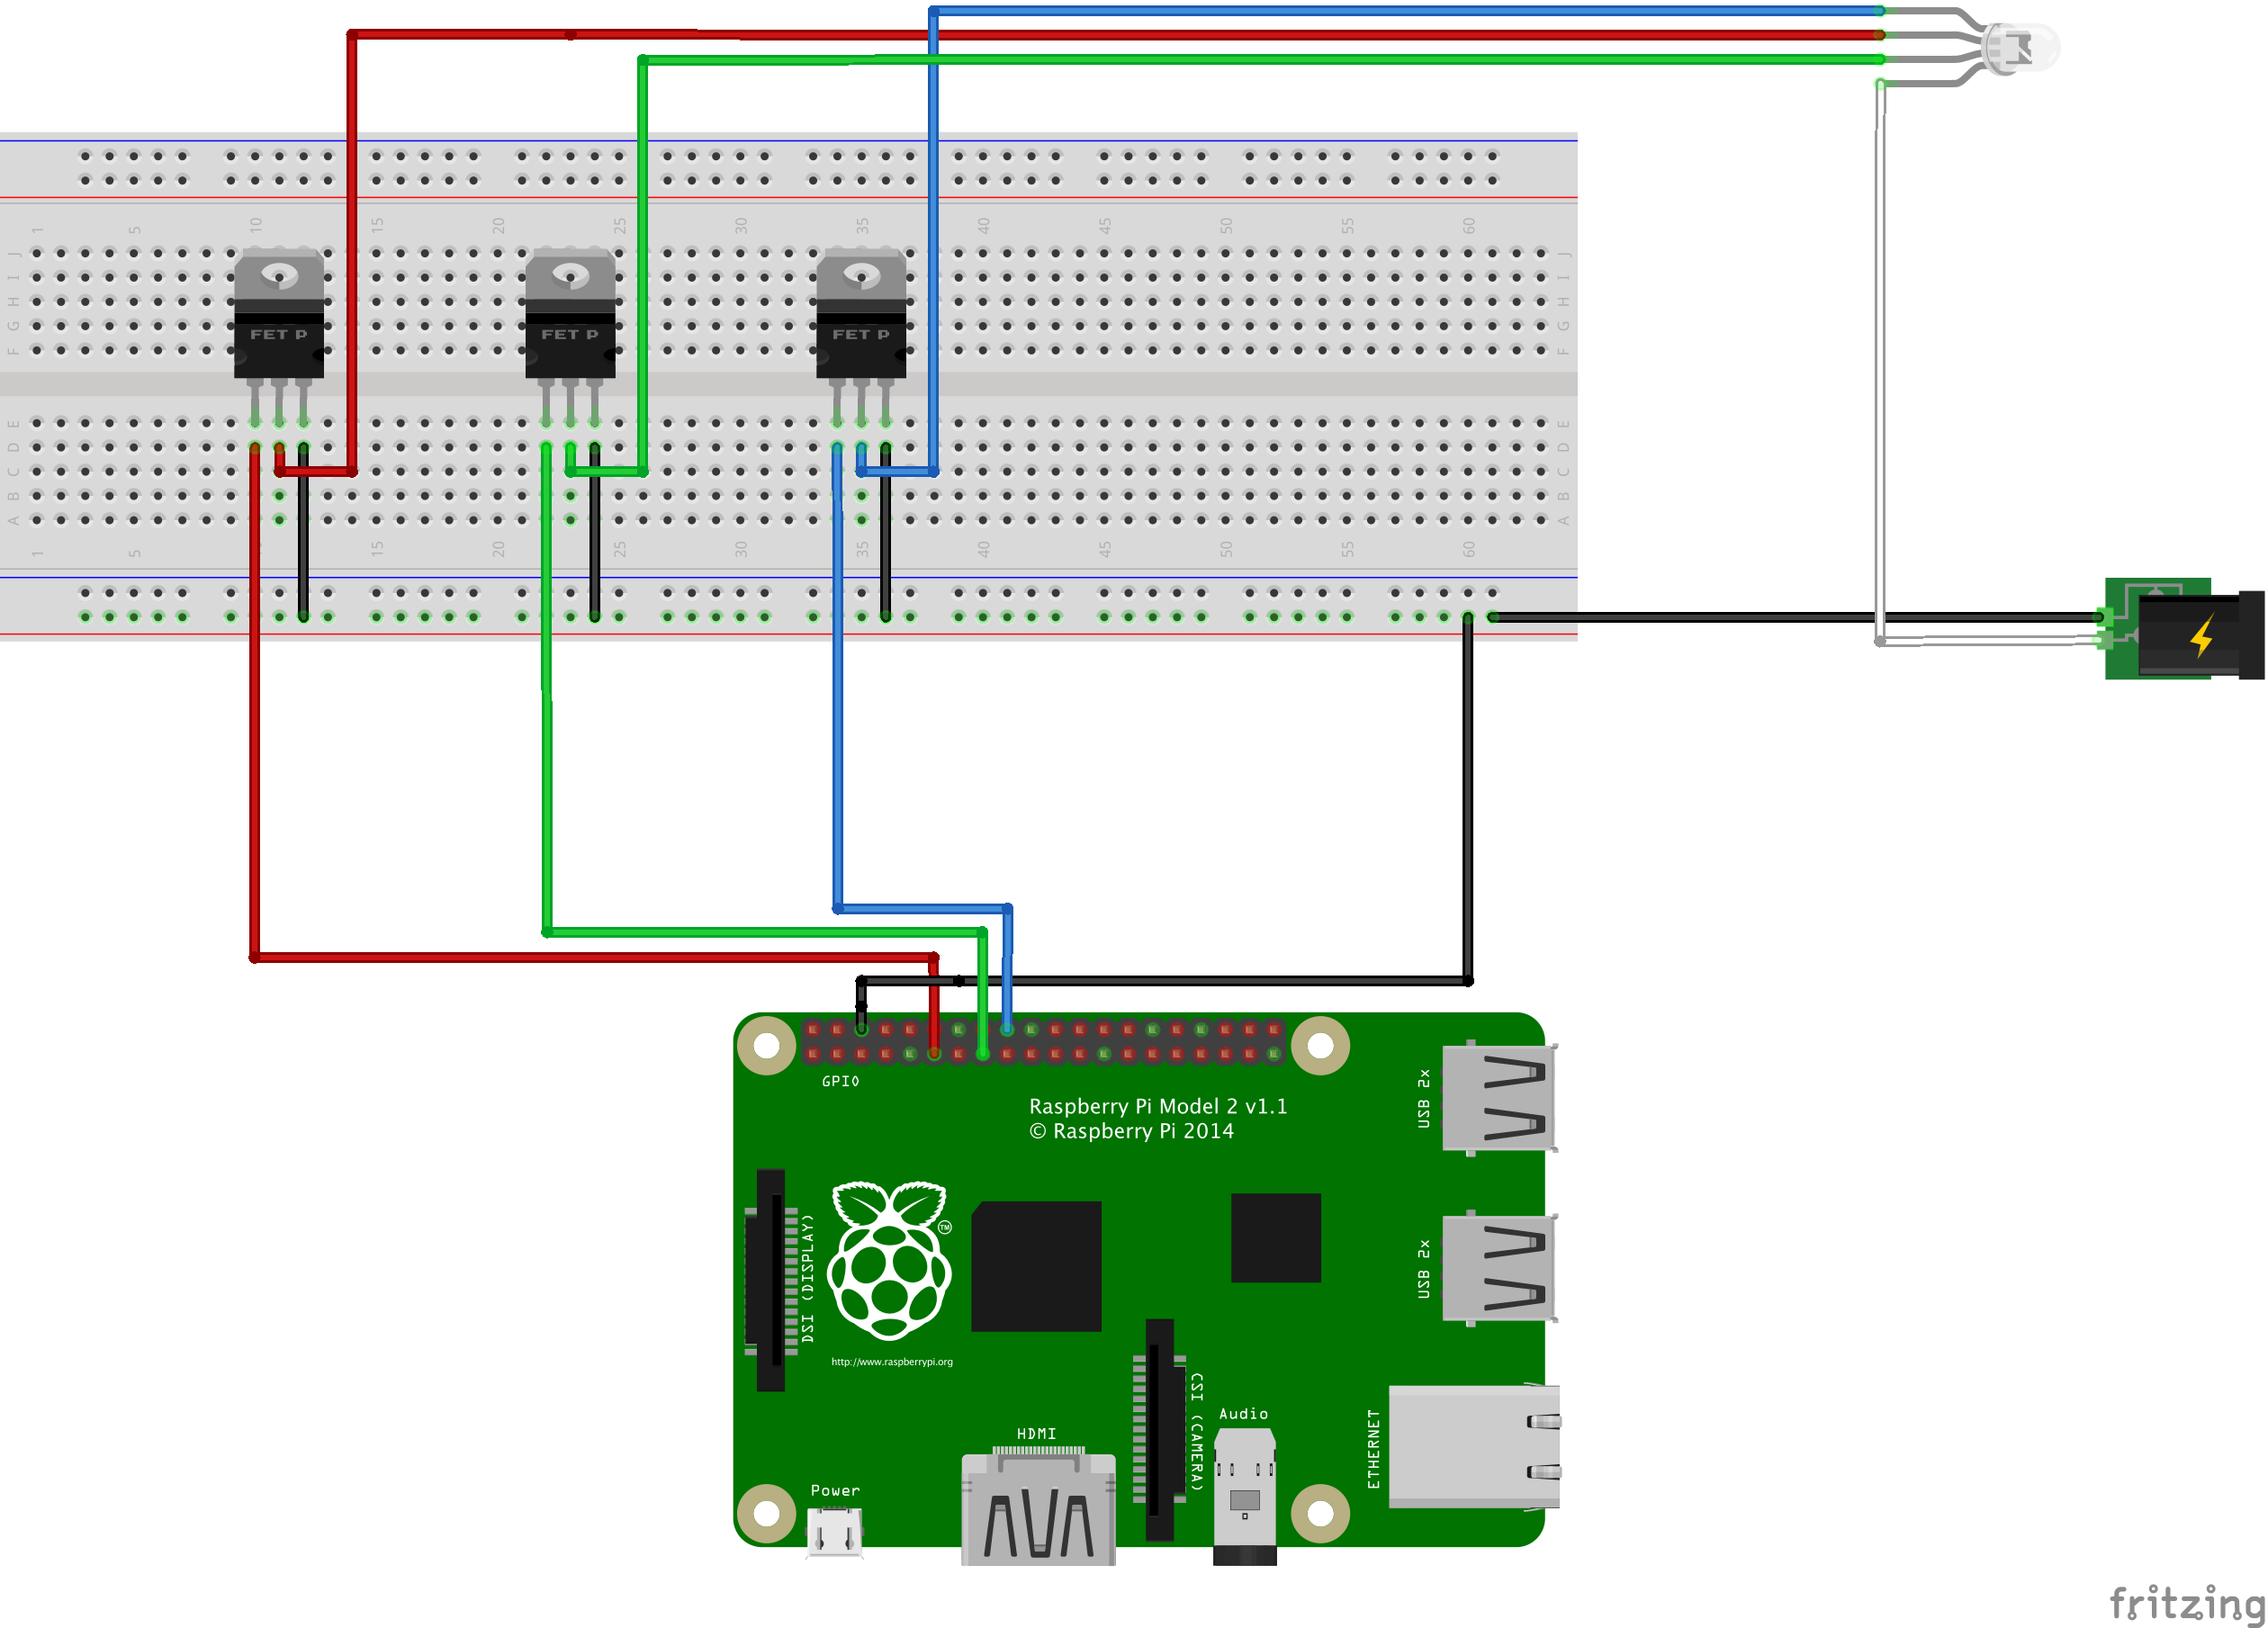 1 5 10 15 20 25 30 35 40 45 50 55 60
J J
I I
H H
G G
F F
FET P FET P FET P
E E
D D
C C
B B
A A
1 5 15 20 25 30 35 40 45 50 55 60
GPIO
Raspberry Pi Model 2 v1.1
© Raspberry Pi 2014
USB 2x
DSI (DISPLAY)
TM
USB 2x
http://www.raspberrypi.org
CSI (CAMERA)
Audio
ETHERNET
HDMI
Power
fritzing